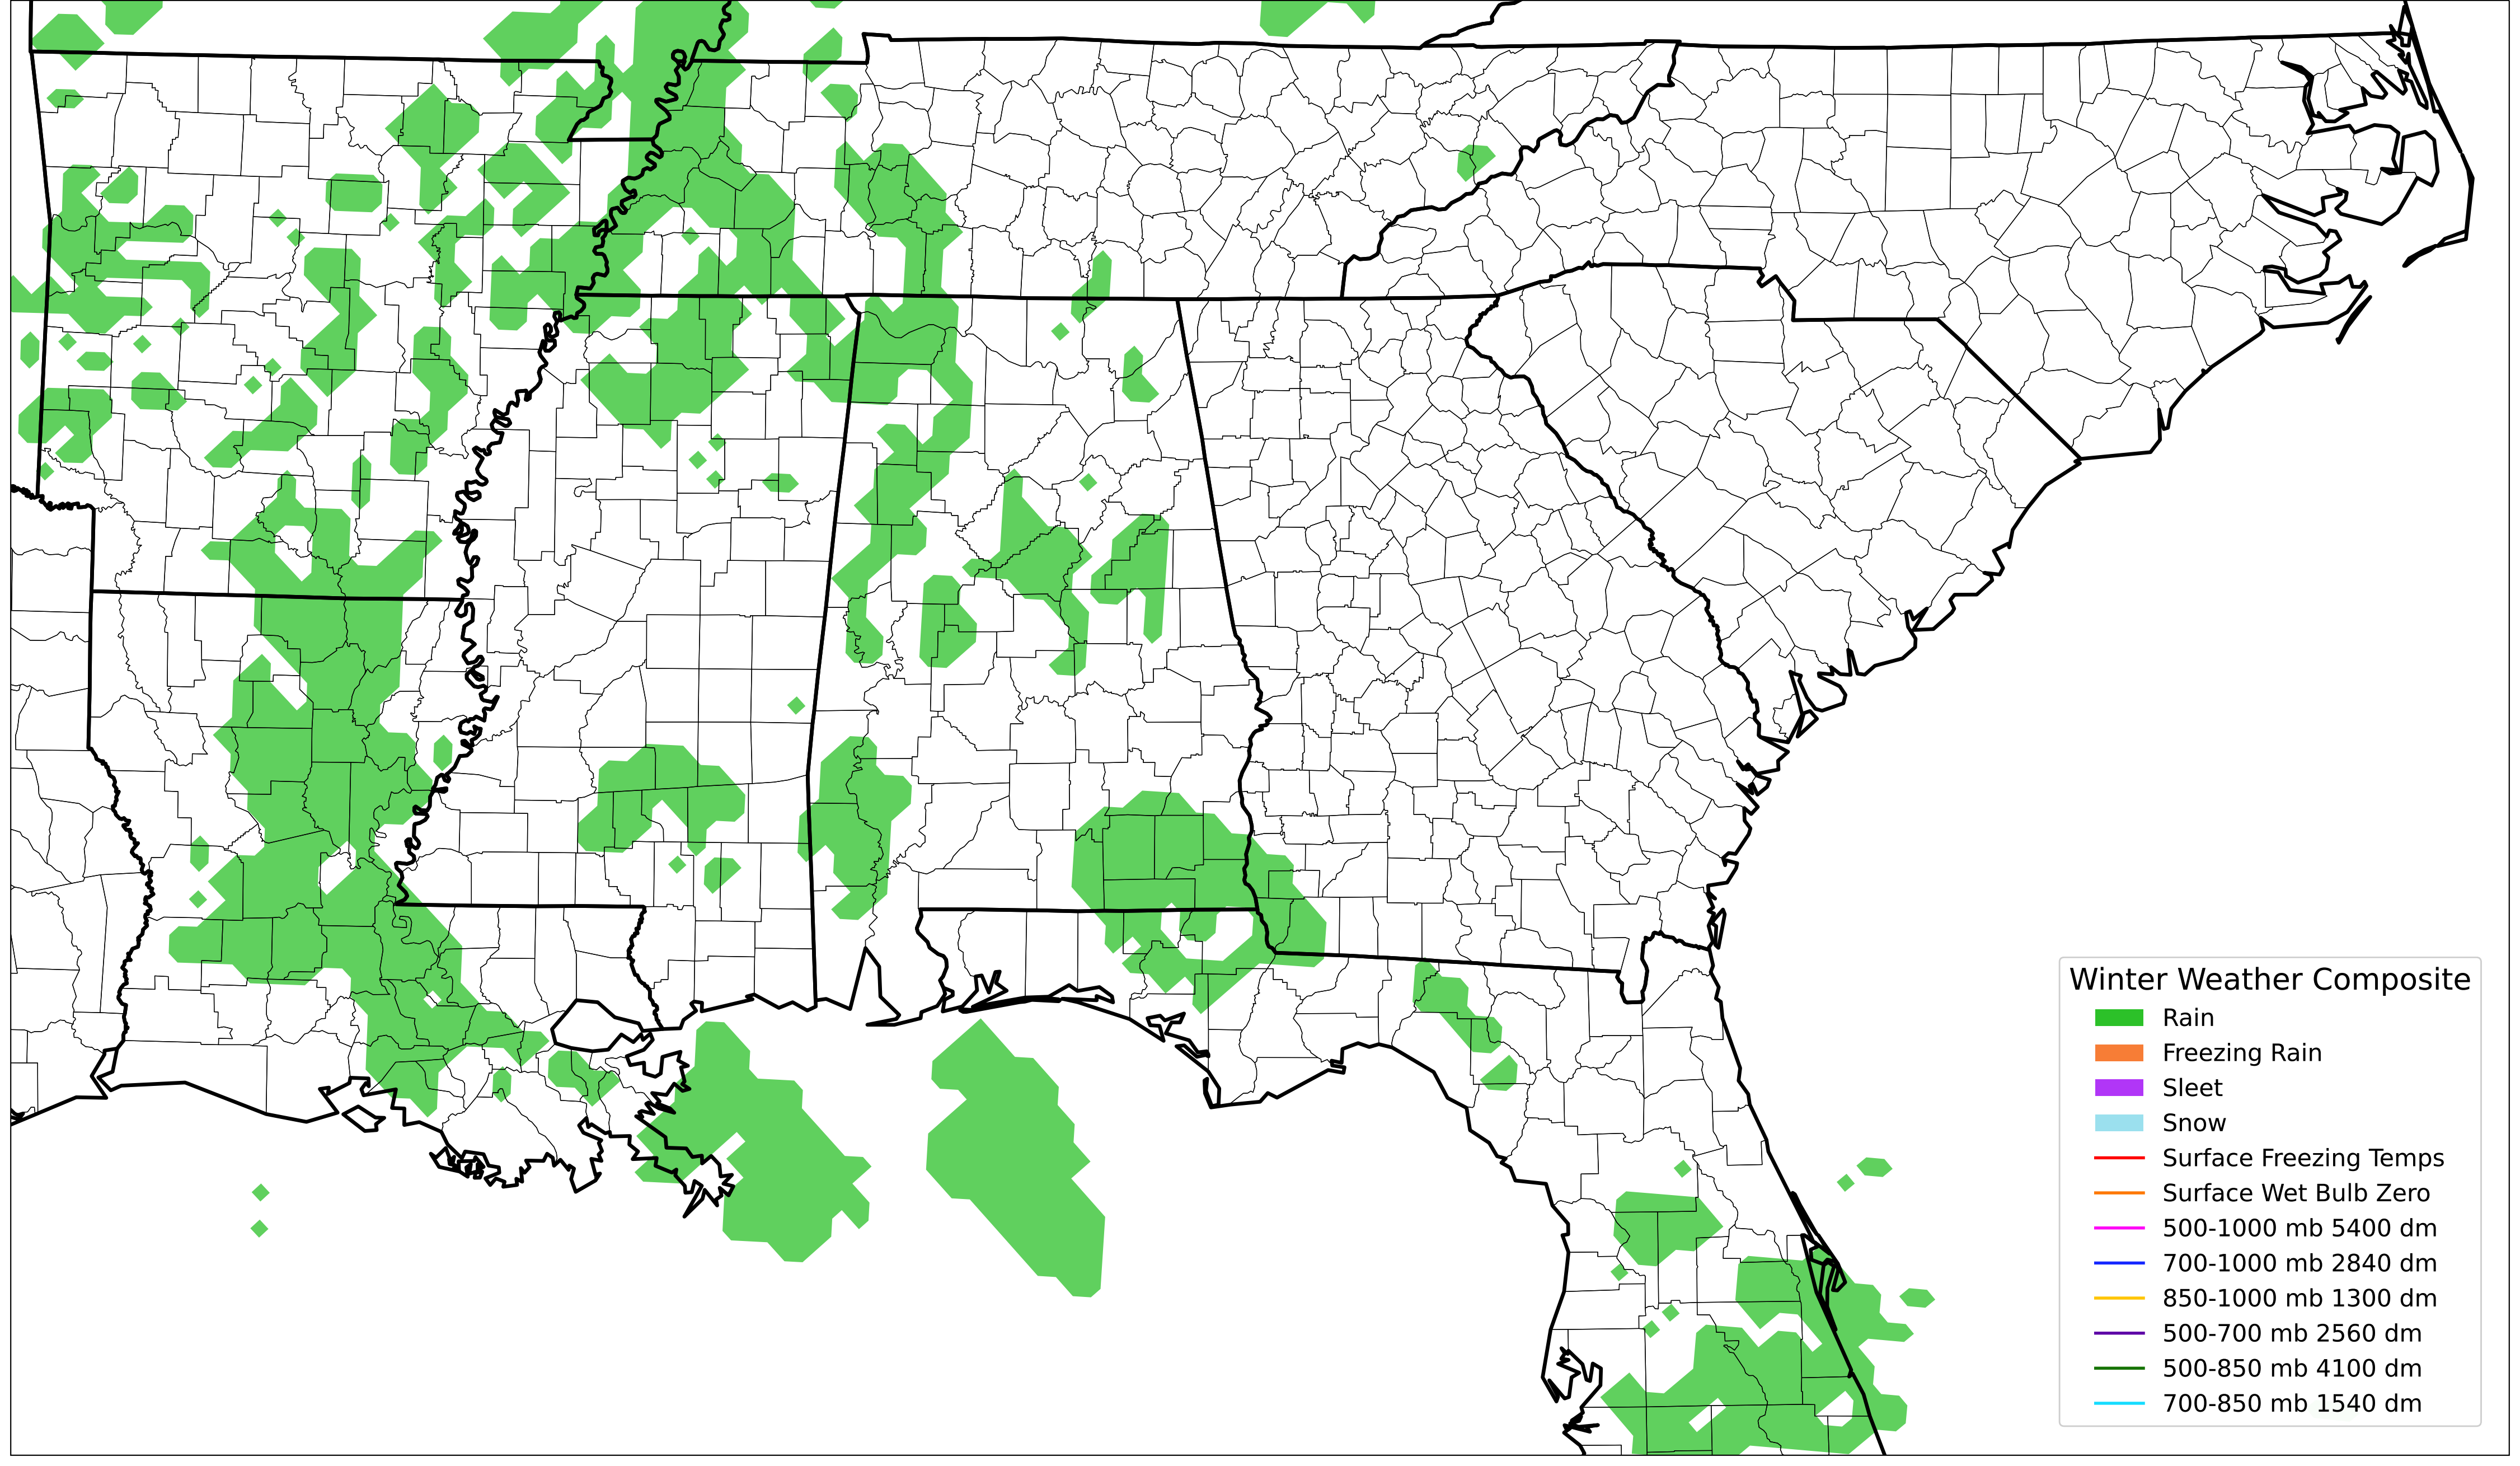 Winter Weather Composite
Rain
Freezing Rain
Sleet
Snow
Surface Freezing Temps
Surface Wet Bulb Zero
500-1000 mb 5400 dm
700-1000 mb 2840 dm
850-1000 mb 1300 dm
500-700 mb 2560 dm
500-850 mb 4100 dm
700-850 mb 1540 dm